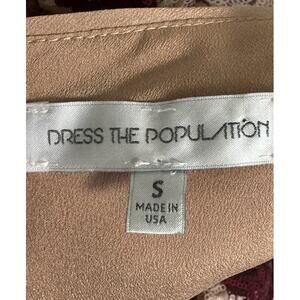 DRESS THE POPULATION
S
MADE IN
USA